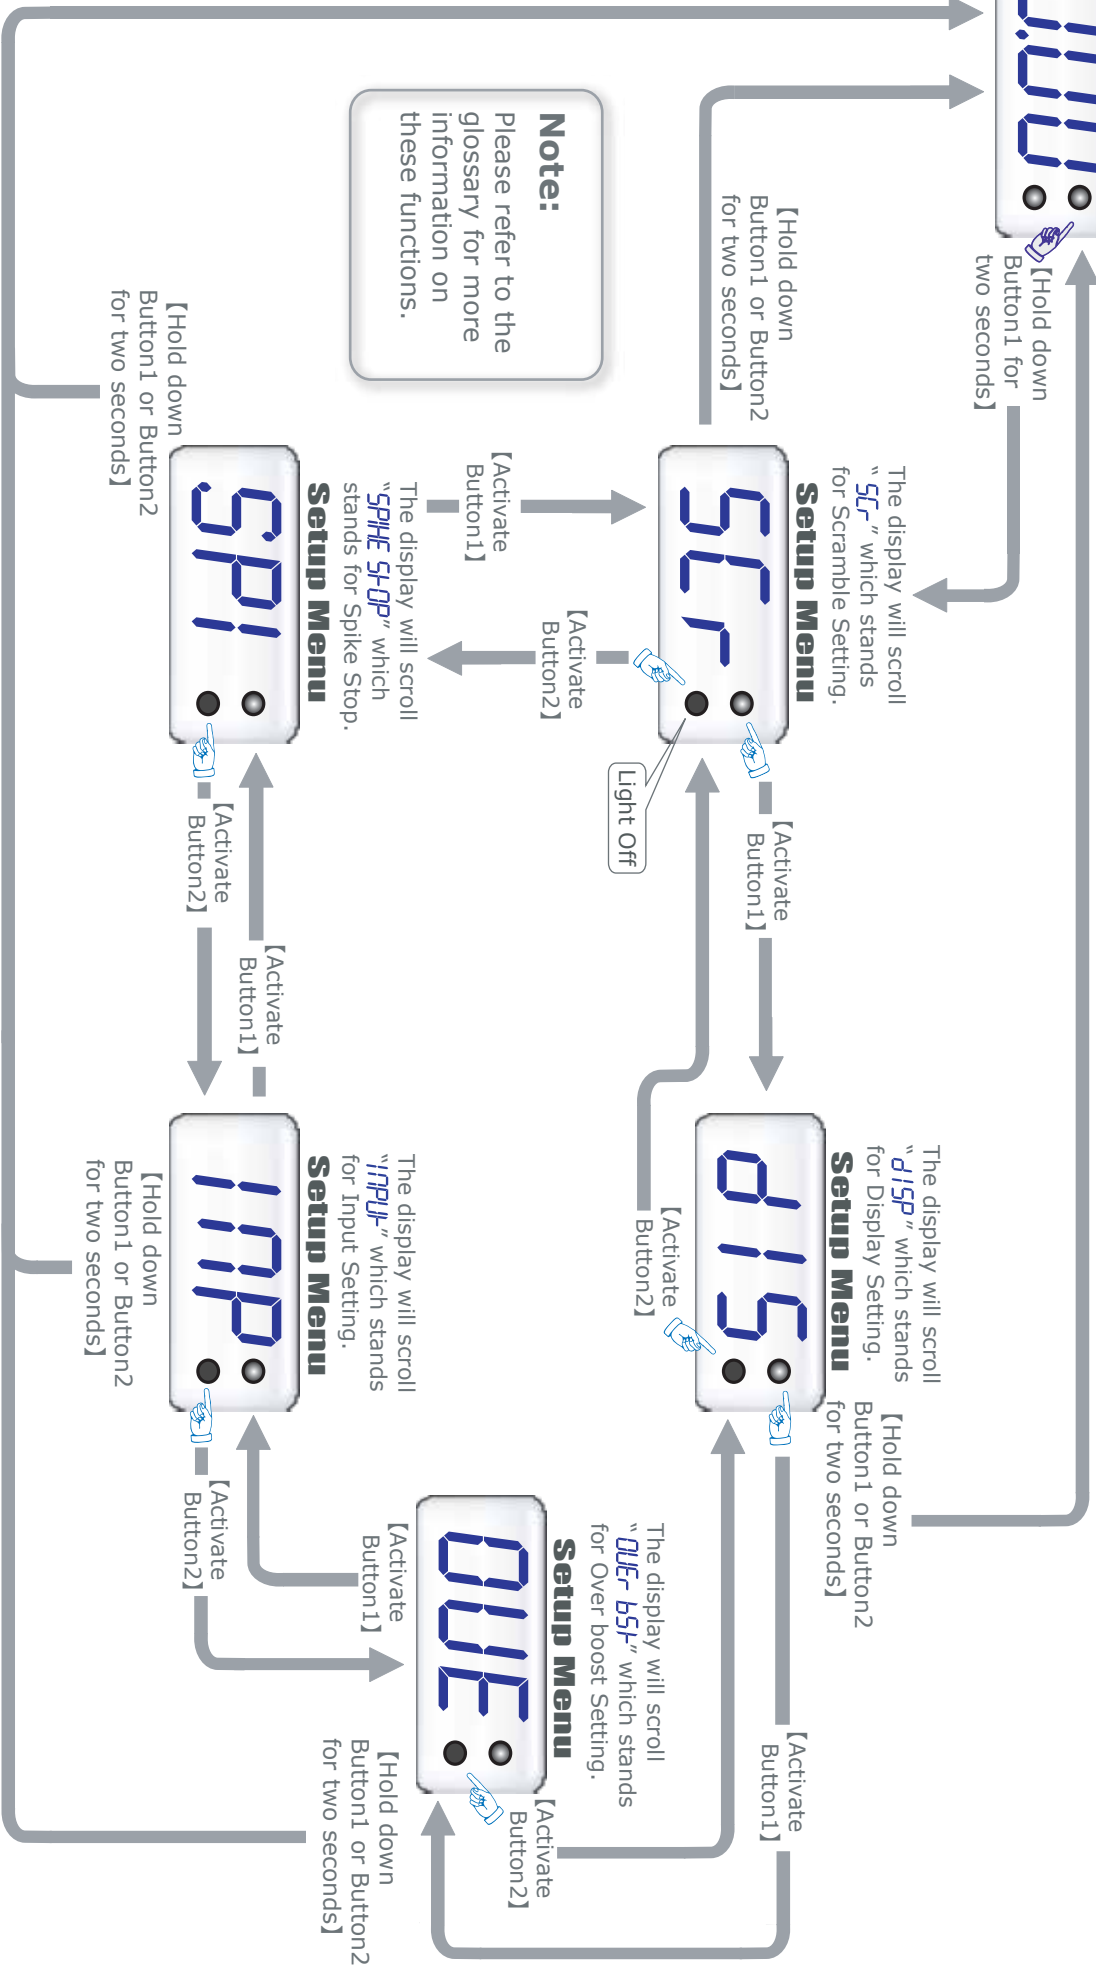 【Hold down
Button1 for
two seconds】
The display will scroll
“dISP” which stands
for Display Setting.
Setup Menu
dIS
The display will scroll
“SCr” which stands
for Scramble Setting.
Setup Menu
SCr
【Hold down
Button1 or Button2
for two seconds】
【Hold down
Button1 or Button2
for two seconds】
【Activate
Button1】
【Activate
Button1】
Light Off
【Activate
Button2】
The display will scroll
“OUEr bSt” which stands
for Over boost Setting.
Setup Menu
OUE
【Activate
Button2】
【Activate
Button2】
Note:
Please refer to the
glossary for more
information on
these functions.
【Activate
Button1】
The display will scroll
“SPIKE StOP” which
stands for Spike Stop.
Setup Menu
SPI
The display will scroll
“InPUt” which stands
for Input Setting.
Setup Menu
InP
【Activate
Button1】
【Hold down
Button1 or Button2
for two seconds】
【Activate
Button1】
【Activate
Button2】
【Activate
Button2】
【Hold down
Button1 or Button2
for two seconds】
【Hold down
Button1 or Button2
for two seconds】